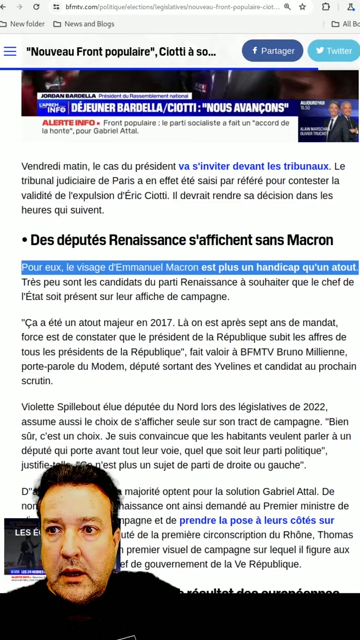 bfmtv.com/politique/elections/legislatives/nouveau-front-populaire-ciot...
New folder
News and Blogs
All Bo
"Nouveau Front populaire", Ciotti à so...
Partager
Twitter
JORDAN BARDELLA Président du Rassemblement national
DÉJEUNER BARDELLA/CIOTTI : "NOUS AVANÇONS"
ALERTE INFO • Front populaire : le parti socialiste a fait un "accord de
la honte", pour Gabriel Attal.
AUJOURD'HUI
ALAIN MARSCHALL
OLIVIER TRUCHOT
Vendredi matin, le cas du président va s'inviter devant les tribunaux. Le
tribunal judiciaire de Paris a en effet été saisi par référé pour contester la
validité de l'expulsion d'Éric Ciotti. Il devrait rendre sa décision dans les
heures qui suivent.
• Des députés Renaissance s'affichent sans Macron
Pour eux, le visage d'Emmanuel Macron est plus un handicap qu'un atout.
Très peu sont les candidats du parti Renaissance à souhaiter que le chef de
l'État soit présent sur leur affiche de campagne.
"Ça a été un atout majeur en 2017. Là on est après sept ans de mandat,
force est de constater que le président de la République subit les affres de
tous les présidents de la République", fait valoir à BFMTV Bruno Millienne,
porte-parole du Modem, député sortant des Yvelines et candidat au prochain
scrutin.
Violette Spillebout élue députée du Nord lors des législatives de 2022,
assume aussi le choix de s'afficher seule sur son tract de campagne. "Bien
sûr, c'est un choix. Je suis convaincue que les habitants veulent parler à un
député qui porte avant tout leur voie, quel que soit leur parti politique",
justifie-t-elle. "Ce n'est plus un sujet de parti de droite ou gauche".
D'a majorité optent pour la solution Gabriel Attal. De
no naissance ont ainsi demandé au Premier ministre de
mpagne et de prendre la pose à leurs côtés sur
puté de la première circonscription du Rhône, Thomas
n premier visuel de campagne sur lequel il figure aux
ef de gouvernement de la Ve République.
LES É
résultat des européennes